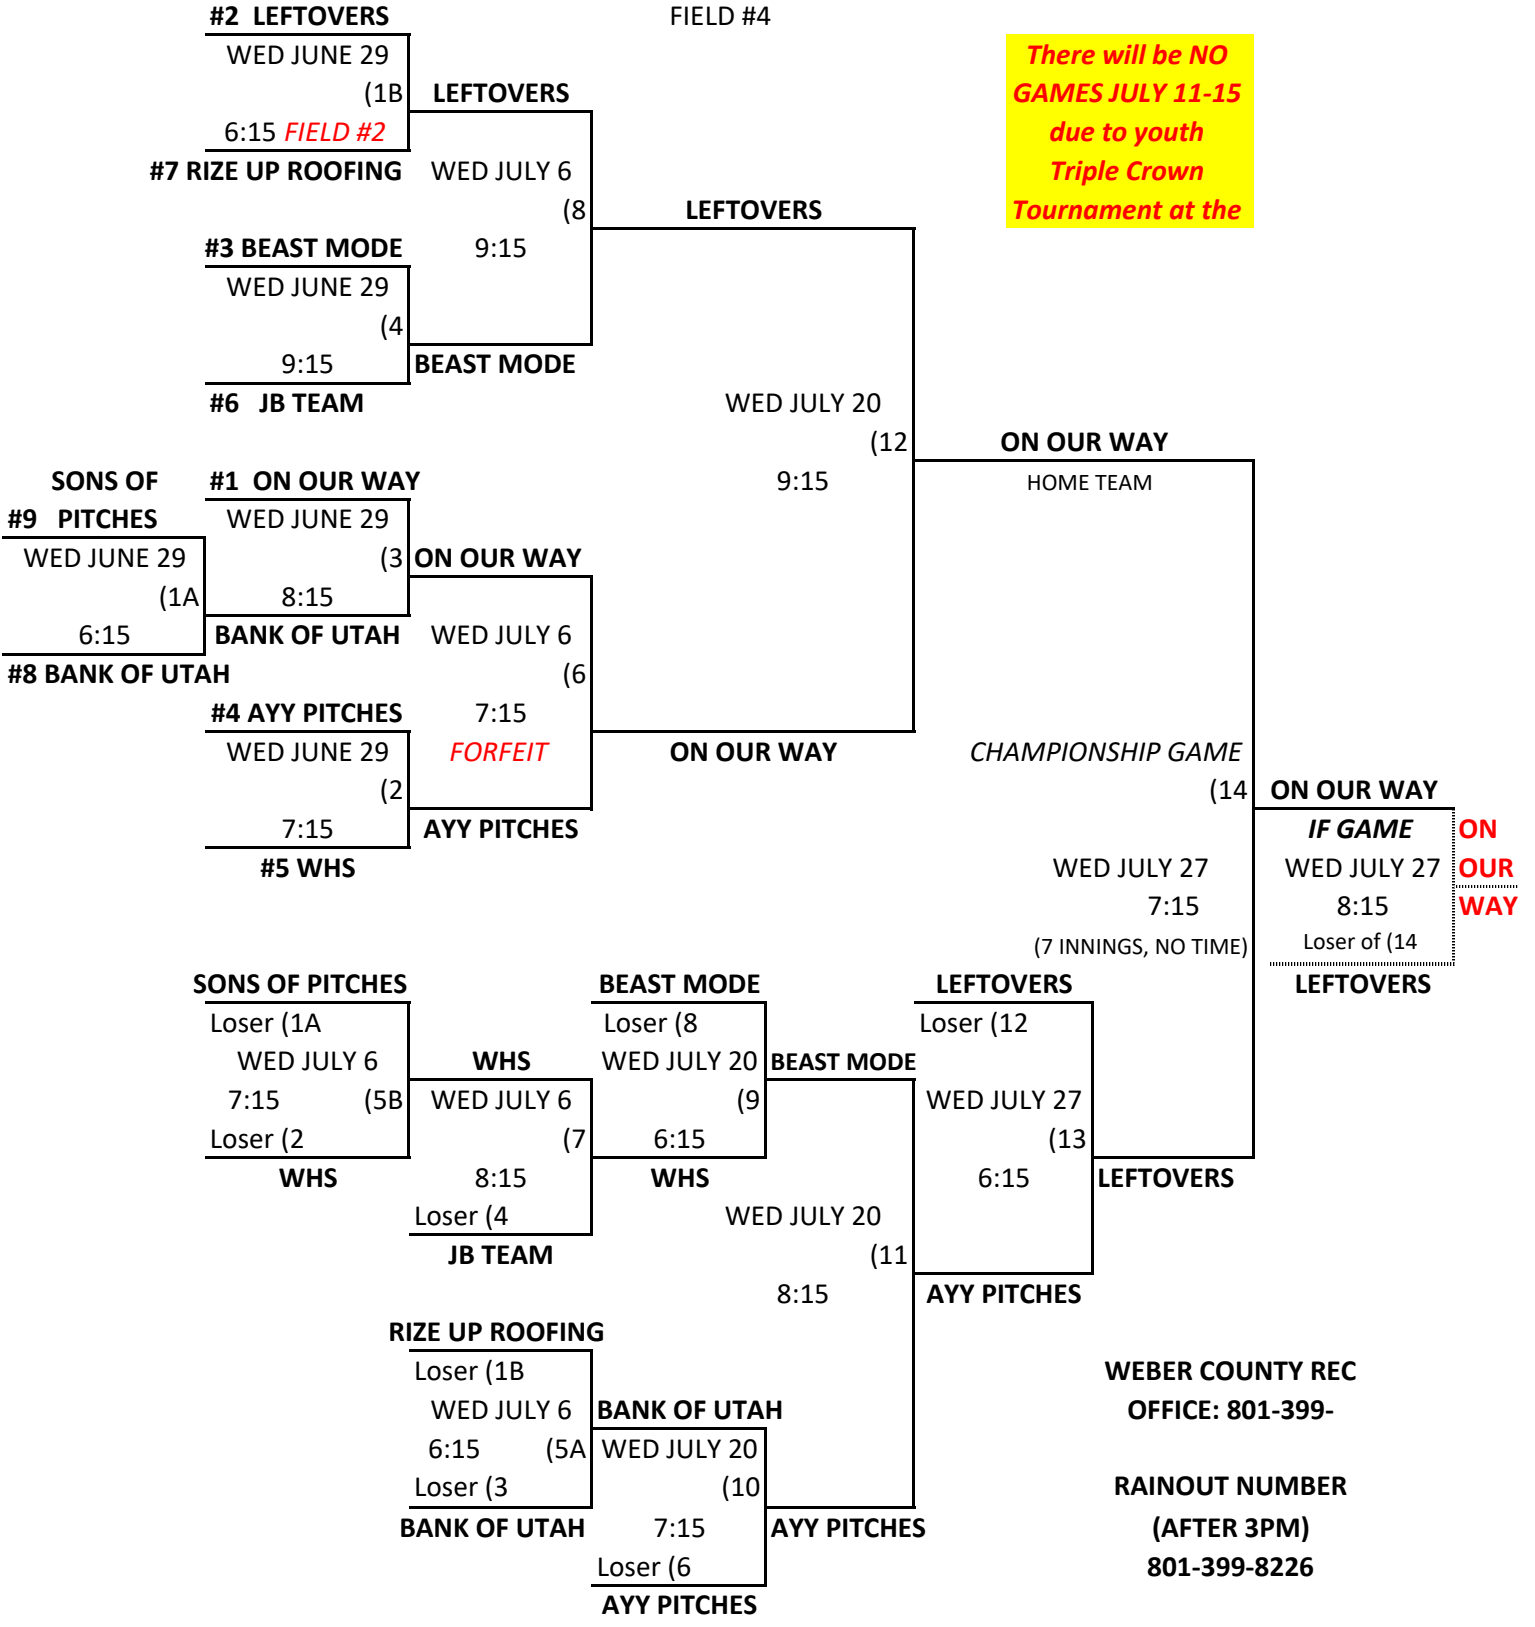 #2 LEFTOVERS
FIELD #4
WED JUNE 29
There will be NO
(1B
LEFTOVERS
GAMES JULY 11-15
6:15 FIELD #2
due to youth
#7 RIZE UP ROOFING
WED JULY 6
Triple Crown
(8
LEFTOVERS
Tournament at the
#3 BEAST MODE
9:15
WED JUNE 29
(4
9:15
BEAST MODE
#6 JB TEAM
WED JULY 20
(12
ON OUR WAY
SONS OF
#1 ON OUR WAY
9:15
HOME TEAM
#9 PITCHES
WED JUNE 29
WED JUNE 29
(3
ON OUR WAY
(1A
8:15
6:15
BANK OF UTAH
WED JULY 6
#8 BANK OF UTAH
(6
#4 AYY PITCHES
7:15
WED JUNE 29
FORFEIT
ON OUR WAY
CHAMPIONSHIP GAME
(2
(14
ON OUR WAY
7:15
AYY PITCHES
IF GAME
ON
#5 WHS
WED JULY 27
WED JULY 27
OUR
7:15
8:15
WAY
(7 INNINGS, NO TIME)
Loser of (14
SONS OF PITCHES
BEAST MODE
LEFTOVERS
LEFTOVERS
Loser (1A
Loser (8
Loser (12
WED JULY 6
WHS
WED JULY 20
BEAST MODE
7:15 (5B
WED JULY 6
(9
WED JULY 27
Loser (2
(7
6:15
(13
WHS
8:15
WHS
6:15
LEFTOVERS
Loser (4
WED JULY 20
JB TEAM
(11
8:15
AYY PITCHES
RIZE UP ROOFING
Loser (1B
WEBER COUNTY REC
WED JULY 6
BANK OF UTAH
OFFICE: 801-399-
6:15 (5A
WED JULY 20
Loser (3
(10
RAINOUT NUMBER
BANK OF UTAH
7:15
AYY PITCHES
(AFTER 3PM)
Loser (6
801-399-8226
AYY PITCHES